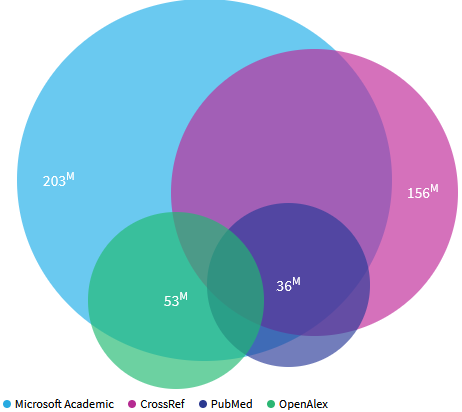 203M
156M
36M
53M
Microsoft Academic CrossRef PubMed OpenAlex